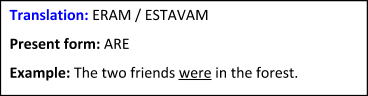 Translation: ERAM / ESTAVAM
Present form: ARE
Example: The two friends were in the forest.